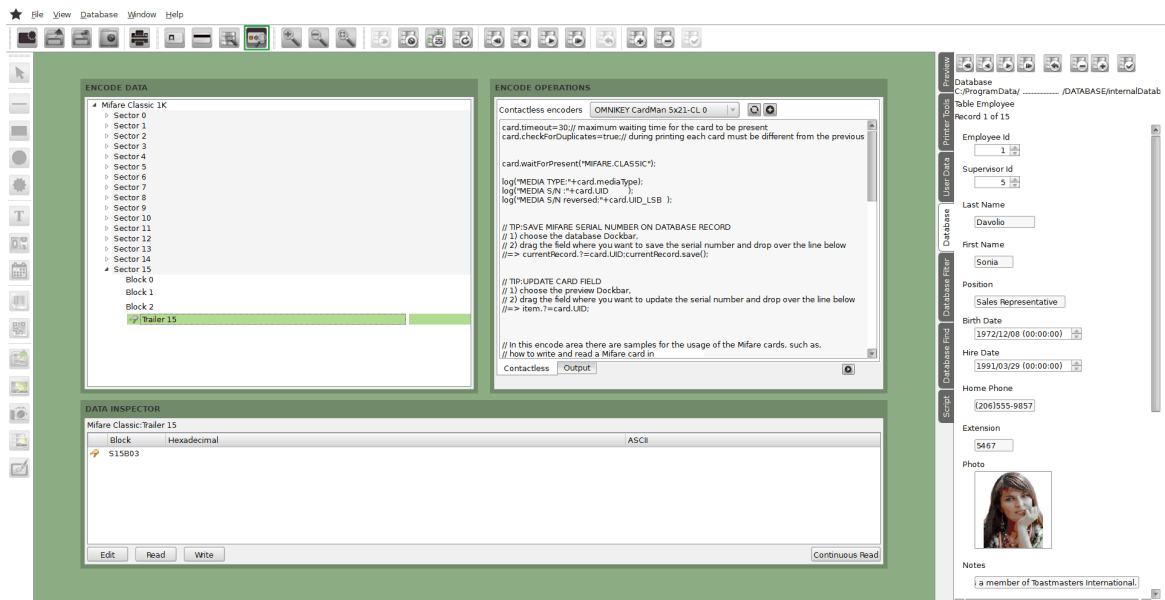 File View Database Window Help
ENCODE DATA
Mifare Classic 1K
Sector 0
Sector 1
Sector 2
Sector 3
Sector 4
Sector 5
Sector 6
Sector 7
Sector 8
Sector 9
Sector 10
Sector 11
Sector 12
Sector 13
Sector 14
Sector 15
Block 0
Block 1
Block 2
Trailer 15
ENCODE OPERATIONS
Contactless encoders OMNIKEY CardMan 5x21-CL 0
card.timeout=30;// maximum waiting time for the card to be present
card.checkForDuplicates=true;// during printing each card must be different from the previous
card.waitForPresent("MIFARE.CLASSIC");
log("MEDIA TYPE:"+card.mediaType);
log("MEDIA S/N :"+card.UID );
log("MEDIA S/N reversed:"+card.UID_LSB );
// TIP:SAVE MIFARE SERIAL NUMBER ON DATABASE RECORD
// 1) choose the database Dockbar,
// 2) drag the field where you want to save the serial number and drop over the line below
//=> currentRecord.?=card.UID;currentRecord.save();
// TIP:UPDATE CARD FIELD
// 1) choose the preview Dockbar,
// 2) drag the field where you want to update the serial number and drop over the line below
//=> item.?=card.UID;
// In this encode area there are samples for the usage of the Mifare cards, such as,
// how to write and read a Mifare card in
Contactless Output
DATA INSPECTOR
Mifare Classic:Trailer 15
Block Hexadecimal ASCII
S15B03
Edit Read Write Continuous Read
Preview
Printer Tools
User Data
Database
Database Filter
Database Find
Script
Database
C:/ProgramData/ ... /DATABASE/internalDatab
Table Employee
Record 1 of 15
Employee Id
1
Supervisor Id
5
Last Name
Davolio
First Name
Sonia
Position
Sales Representative
Birth Date
1972/12/08 (00:00:00)
Hire Date
1991/03/29 (00:00:00)
Home Phone
(206)555-9857
Extension
5467
Photo
Notes
a member of Toastmasters International.